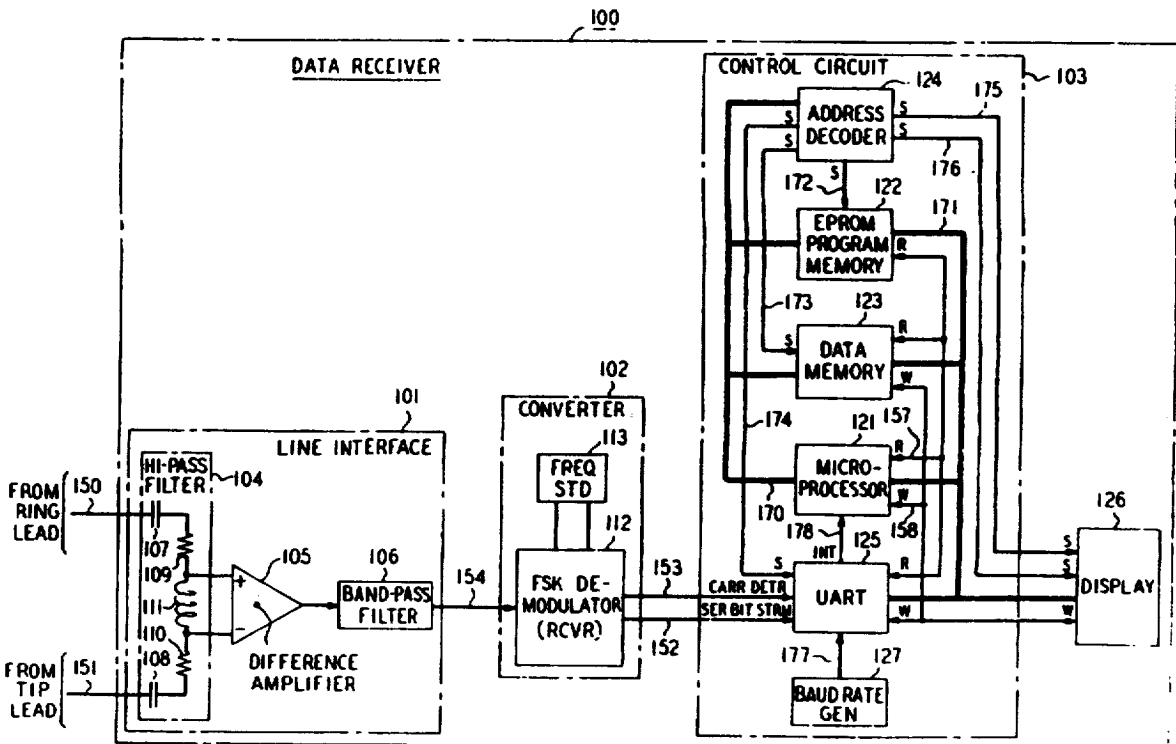 100
DATA RECEIVER
CONTROL CIRCUIT
103
124
175
ADDRESS
DECODER
S
S
S
S
S
176
172
122
171
EPROM
PROGRAM
MEMORY
R
173
123
R
S
DATA
MEMORY
W
102
CONVERTER
101
LINE INTERFACE
174
121
157
113
FREQ
STD
MICRO-
PROCESSOR
R
W
158
170
178
INT
125
126
HI-PASS
FILTER
104
FROM
RING
LEAD
150
107
109
105
106
112
111
+
-
BAND-PASS
FILTER
154
FSK DE-
MODULATOR
(RCVR)
153
CARR DETR
SER BIT STRM
152
S
UART
R
W
S
S
DISPLAY
W
110
108
FROM
TIP
LEAD
151
DIFFERENCE
AMPLIFIER
177
127
BAUD RATE
GEN